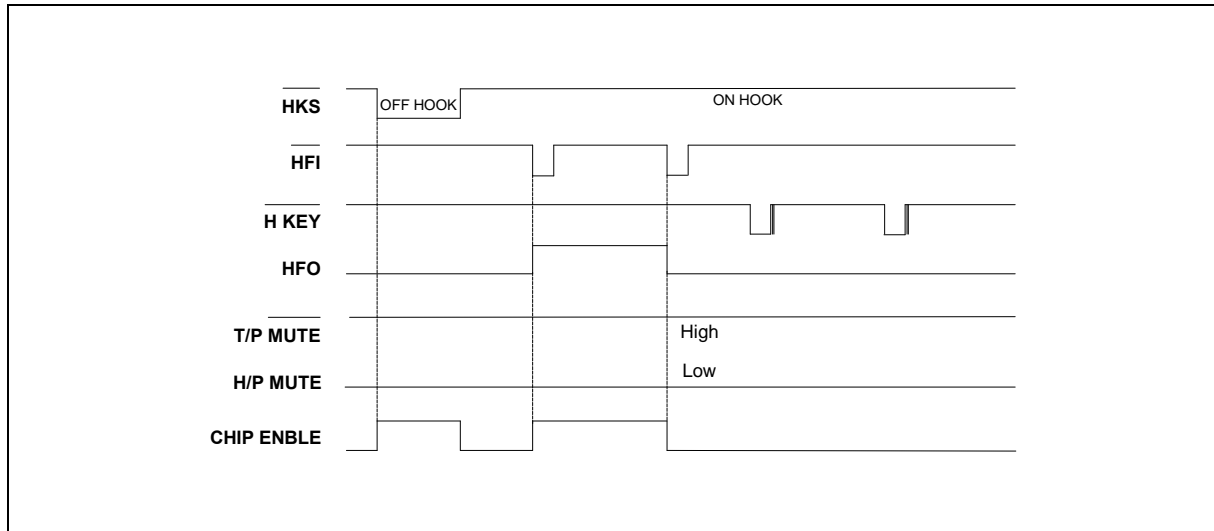 HKS
OFF HOOK
ON HOOK
HFI
H KEY
HFO
T/P MUTE
High
H/P MUTE
Low
CHIP ENBLE